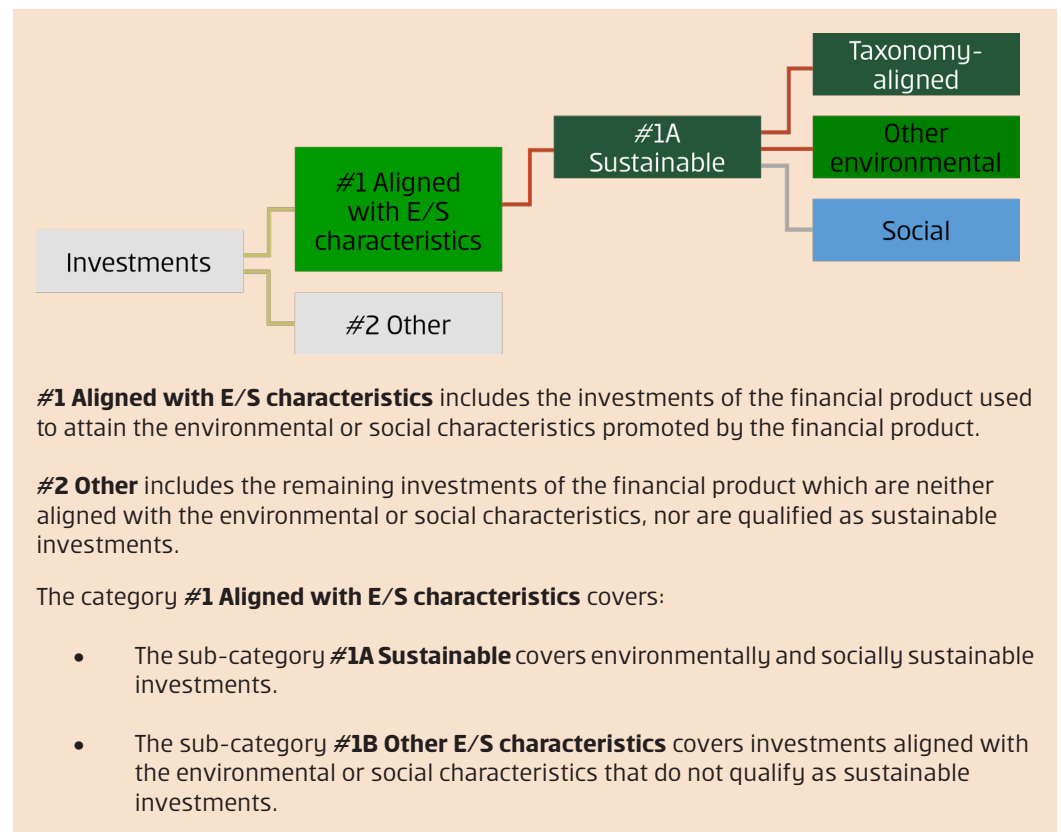 Taxonomy-
aligned
#1A
Sustainable
Other
environmental
#1 Aligned
with E/S
characteristics
Social
Investments
#2 Other
#1 Aligned with E/S characteristics includes the investments of the financial product used
to attain the environmental or social characteristics promoted by the financial product.
#2 Other includes the remaining investments of the financial product which are neither
aligned with the environmental or social characteristics, nor are qualified as sustainable
investments.
The category #1 Aligned with E/S characteristics covers:
• The sub-category #1A Sustainable covers environmentally and socially sustainable
investments.
• The sub-category #1B Other E/S characteristics covers investments aligned with
the environmental or social characteristics that do not qualify as sustainable
investments.